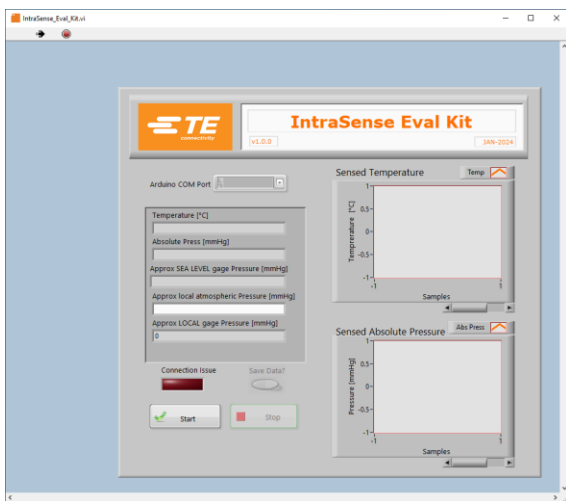 IntraSense_Eval_Kit.vi
TE
connectivity
IntraSense Eval Kit
v1.0.0
JAN-2024
Arduino COM Port
Temperature [°C]
Absolute Press [mmHg]
Approx SEA LEVEL gage Pressure [mmHg]
Approx local atmospheric Pressure [mmHg]
Approx LOCAL gage Pressure [mmHg]
0
Connection Issue
Save Data?
Start
Stop
Sensed Temperature
Temp
Temprerature [°C]
1
0.5
0
-0.5
-1
-1
1
Samples
Sensed Absolute Pressure
Abs Press
Pressure [mmHg]
1
0.5
0
-0.5
-1
-1
1
Samples